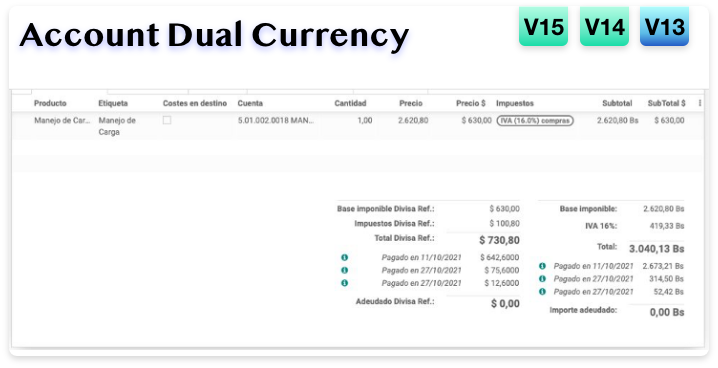 Account Dual Currency
V15 V14 V13
Producto Etiqueta Costes en destino Cuenta Cantidad Precio Precio $ Impuestos Subtotal SubTotal $
Manejo de Car... Manejo de Carga 5.01.002.0018 MAN... 1,00 2.620,80 $ 630,00 IVA (16.0%) compras 2.620,80 Bs $ 630,00
Base imponible Divisa Ref.: $ 630,00
Impuestos Divisa Ref.: $ 100,80
Total Divisa Ref.: $ 730,80
Pagado en 11/10/2021 $ 642,6000
Pagado en 27/10/2021 $ 75,6000
Pagado en 27/10/2021 $ 12,6000
Adeudado Divisa Ref.: $ 0,00
Base imponible: 2.620,80 Bs
IVA 16%: 419,33 Bs
Total: 3.040,13 Bs
Pagado en 11/10/2021 2.673,21 Bs
Pagado en 27/10/2021 314,50 Bs
Pagado en 27/10/2021 52,42 Bs
Importe adeudado: 0,00 Bs